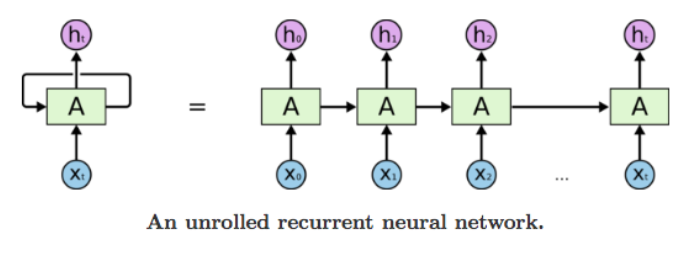 hₜ h₀ h₁ h₂ hₜ
A = A A A A
xₜ x₀ x₁ x₂ ... xₜ
An unrolled recurrent neural network.